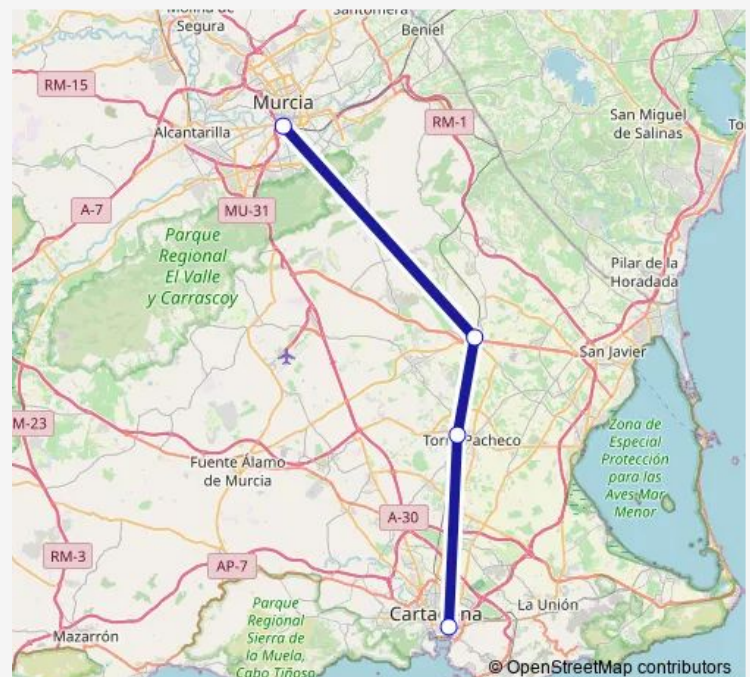 Segura
Beniel
RM-15
Murcia
RM-1
San Miguel
de Salinas
Alcantarilla
A-7
MU-31
Parque
Regional
El Valle
y Carrascoy
Pilar de la
Horadada
San Javier
M-23
Pacheco
Zona de
Especial
Protección
para las
Aves Mar
Menor
Fuente Álamo
de Murcia
A-30
RM-3
AP-7
La Unión
Parque
Regional
Sierra de
la Muela,
Cabo Tiñoso
Mazarrón
© OpenStreetMap contributors